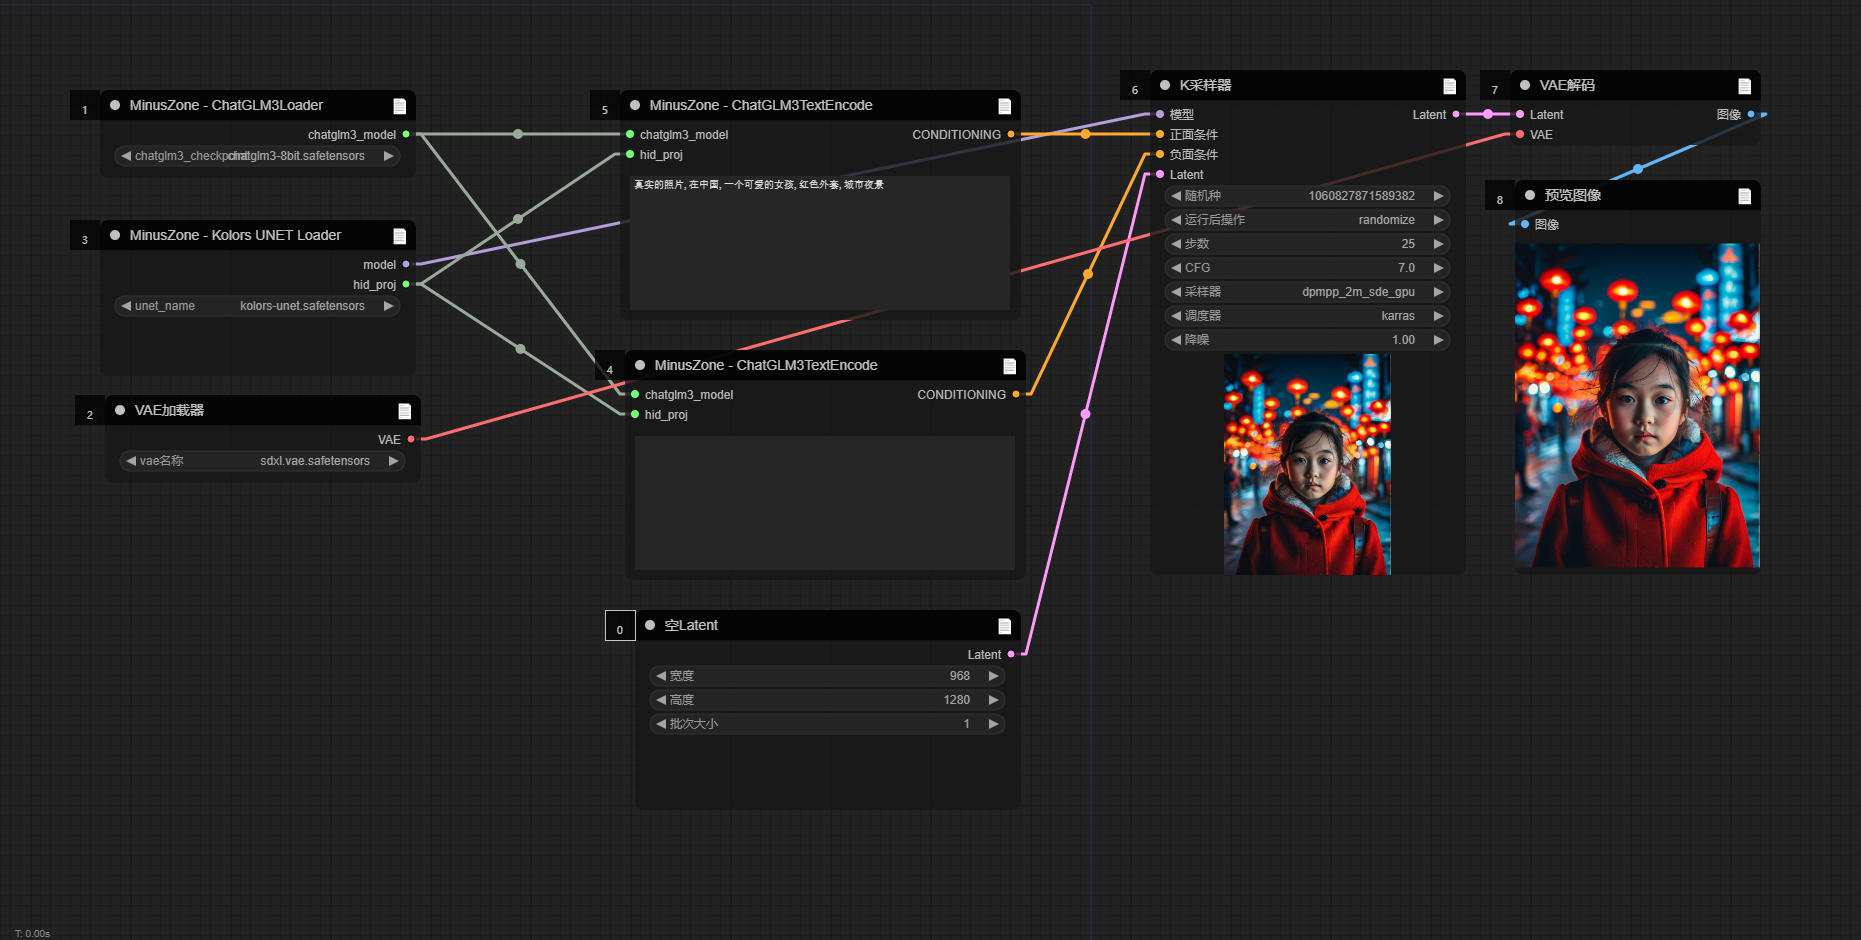 1
MinusZone - ChatGLM3Loader
chatglm3_model
chatglm3-8bit.safetensors
3
MinusZone - Kolors UNET Loader
model
hid_proj
unet_name kolors-unet.safetensors
2
VAE加载器
VAE
vae名称 sdxl.vae.safetensors
5
MinusZone - ChatGLM3TextEncode
chatglm3_model CONDITIONING
hid_proj
真实的照片, 在中国, 一个可爱的女孩, 红色外套, 城市夜景
4
MinusZone - ChatGLM3TextEncode
chatglm3_model CONDITIONING
hid_proj
0
空Latent
Latent
宽度 968
高度 1280
批次大小 1
6
K采样器
模型 Latent
正面条件
负面条件
Latent
随机种 1060827871589382
运行后操作 randomize
步数 25
CFG 7.0
采样器 dpmpp_2m_sde_gpu
调度器 karras
降噪 1.00
7
VAE解码
Latent 图像
VAE
8
预览图像
图像
T: 0.00s